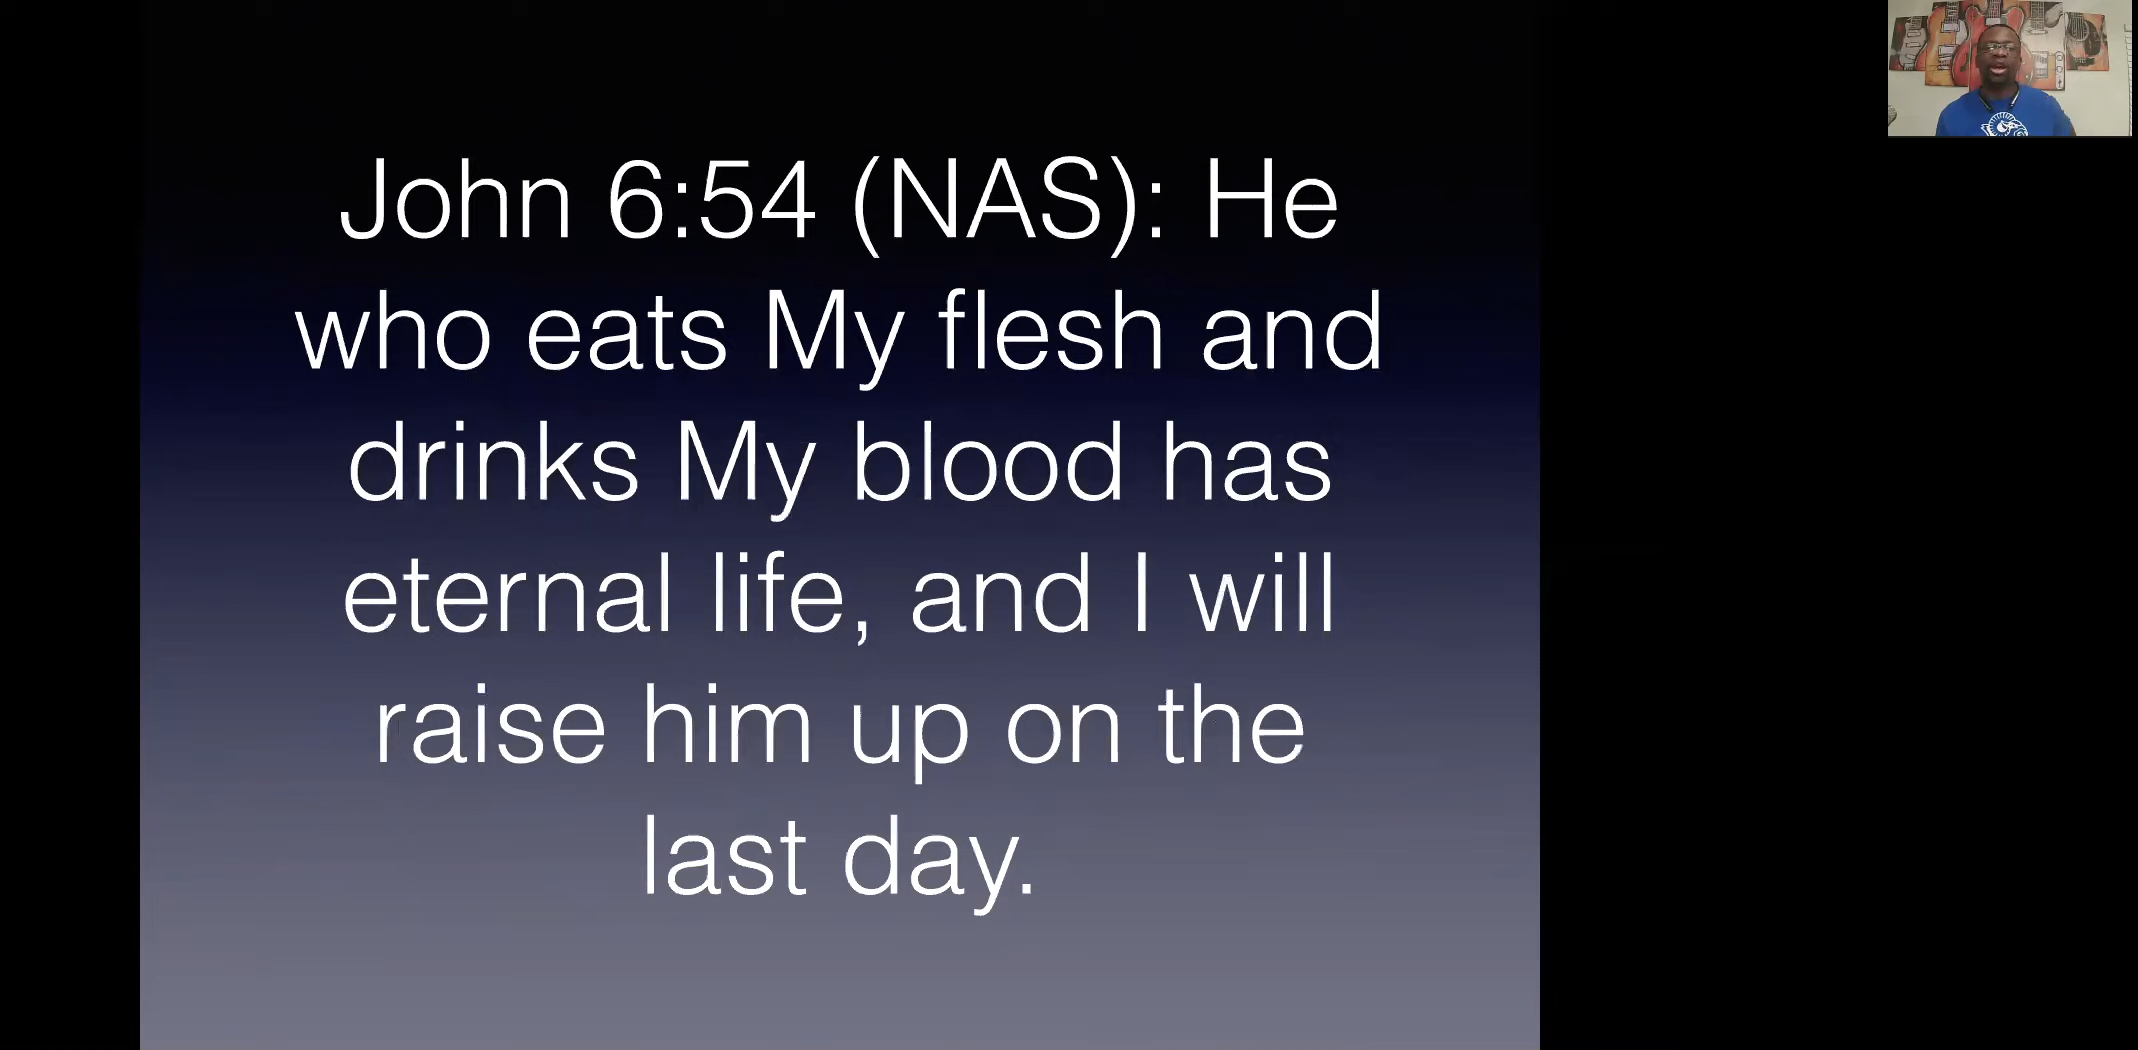 John 6:54 (NAS): He
who eats My flesh and
drinks My blood has
eternal life, and I will
raise him up on the
last day.